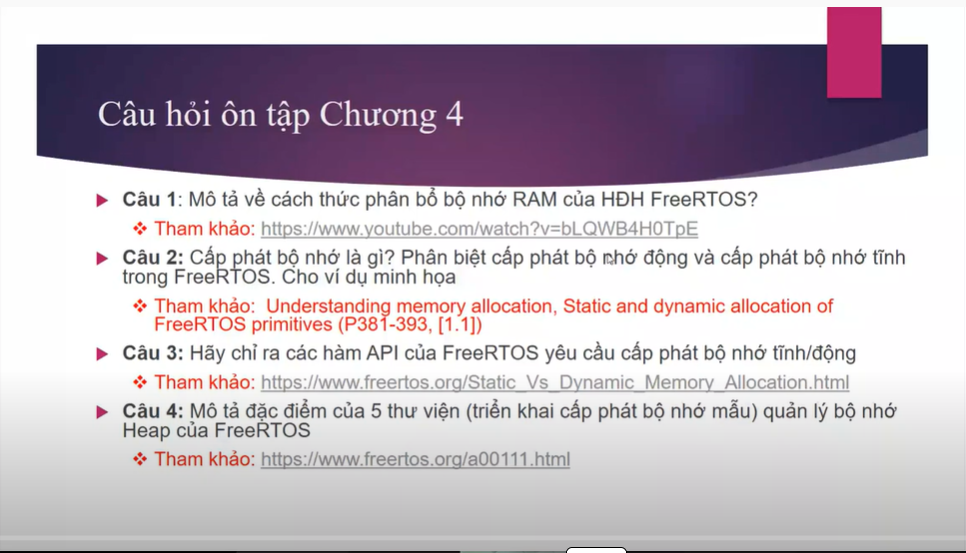 Câu hỏi ôn tập Chương 4
Câu 1: Mô tả về cách thức phân bổ bộ nhớ RAM của HĐH FreeRTOS?
Tham khảo: https://www.youtube.com/watch?v=bLQWB4H0TpE
Câu 2: Cấp phát bộ nhớ là gì? Phân biệt cấp phát bộ nhớ động và cấp phát bộ nhớ tĩnh
trong FreeRTOS. Cho ví dụ minh họa
Tham khảo: Understanding memory allocation, Static and dynamic allocation of
FreeRTOS primitives (P381-393, [1.1])
Câu 3: Hãy chỉ ra các hàm API của FreeRTOS yêu cầu cấp phát bộ nhớ tĩnh/động
Tham khảo: https://www.freertos.org/Static_Vs_Dynamic_Memory_Allocation.html
Câu 4: Mô tả đặc điểm của 5 thư viện (triển khai cấp phát bộ nhớ mẫu) quản lý bộ nhớ
Heap của FreeRTOS
Tham khảo: https://www.freertos.org/a00111.html